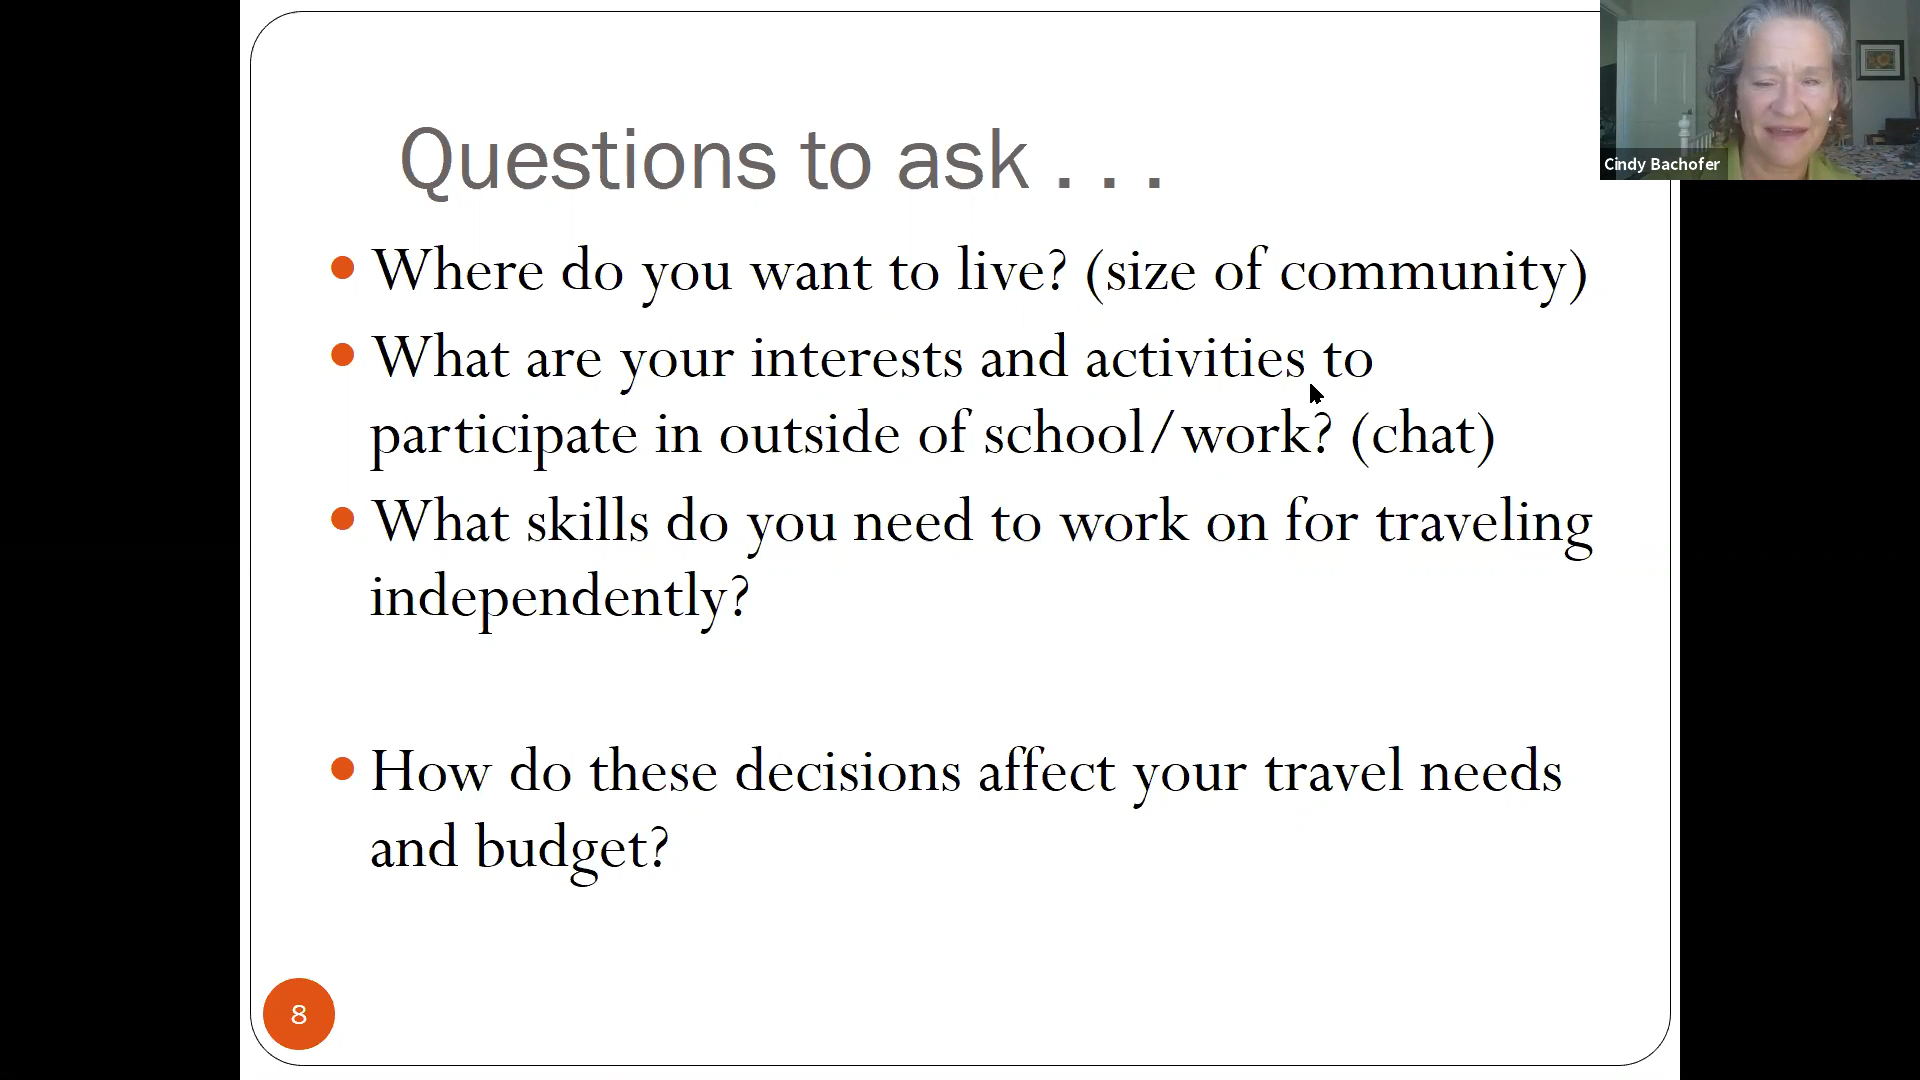 Questions to ask . . .
Where do you want to live? (size of community)
What are your interests and activities to
participate in outside of school/work? (chat)
What skills do you need to work on for traveling
independently?
How do these decisions affect your travel needs
and budget?
8
Cindy Bachofer